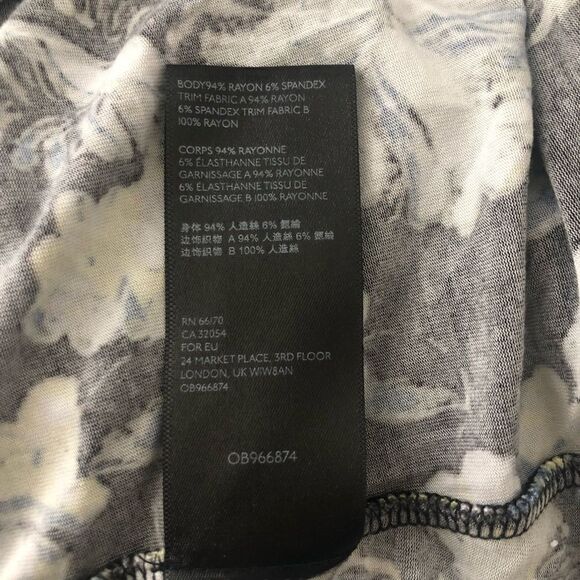 BODY94% RAYON 6% SPANDEX
TRIM FABRIC A 94% RAYON
6% SPANDEX TRIM FABRIC B
100% RAYON
CORPS 94% RAYONNE
6% ÉLASTHANNE TISSU DE
GARNISSAGE A 94% RAYONNE
6% ÉLASTHANNE TISSU DE
GARNISSAGE, B 100% RAYONNE
身体 94% 人造絲 6% 氨綸
边饰织物 A 94% 人造絲 6% 氨綸
边饰织物 B 100% 人造絲
RN 66170
CA 32054
FOR EU
24 MARKET PLACE, 3RD FLOOR
LONDON, UK W1W8AN
OB966874
OB966874